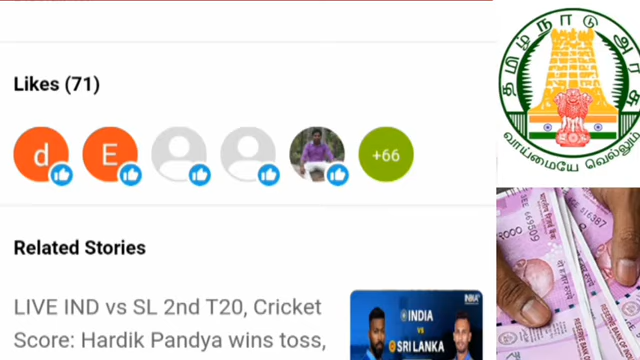 Likes (71)
d
E
+66
Related Stories
LIVE IND vs SL 2nd T20, Cricket
Score: Hardik Pandya wins toss,
INDIA
vs
SRI LANKA
தமிழ்நாடு அரசு
வாய்மையே வெல்லும்